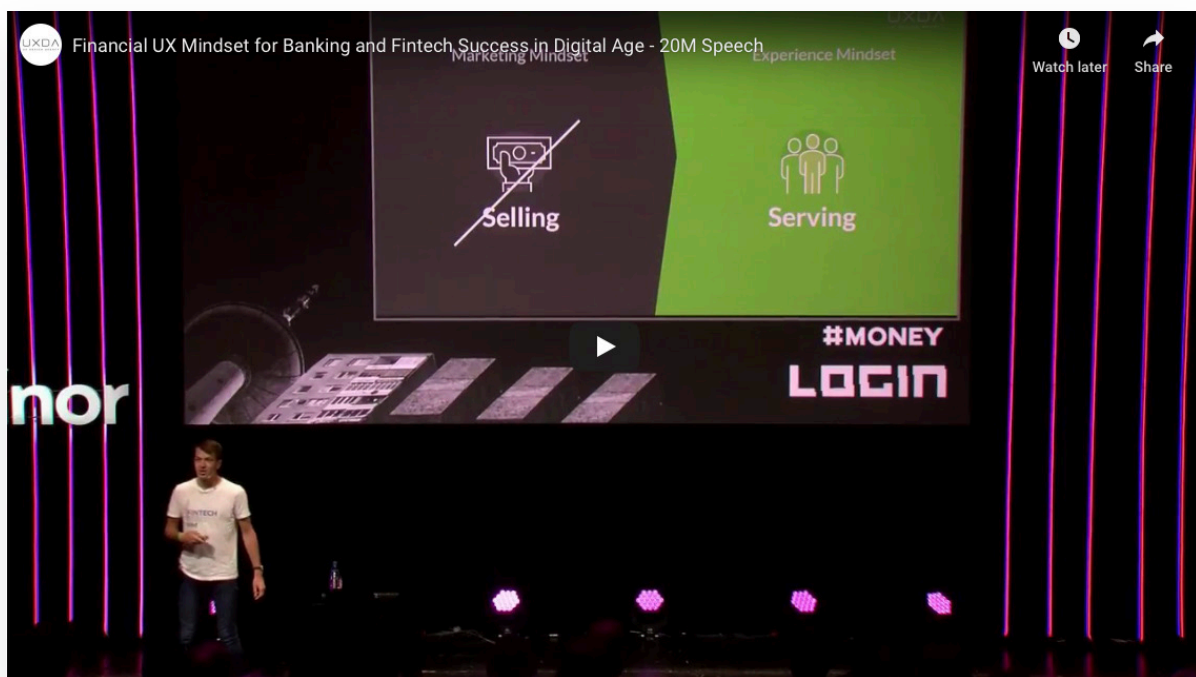 UXDA
Financial UX Mindset for Banking and Fintech Success in Digital Age - 20M Speech
Watch later
Share
UXDA
Marketing Mindset
Experience Mindset
Selling
Serving
#MONEY
LOGIN
nor
FINTECH